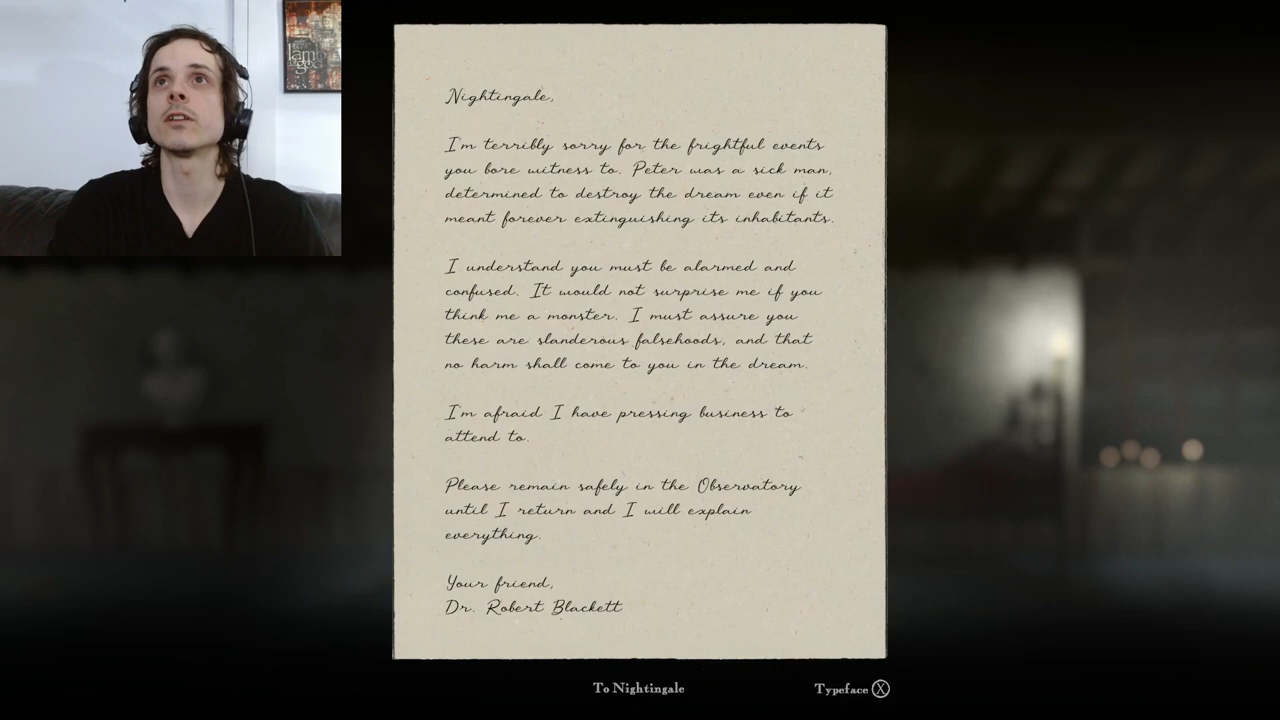 lamb
of
god
Nightingale,
I'm terribly sorry for the frightful events
you bore witness to. Peter was a sick man,
determined to destroy the dream even if it
meant forever extinguishing its inhabitants.
I understand you must be alarmed and
confused. It would not surprise me if you
think me a monster. I must assure you
these are slanderous falsehoods, and that
no harm shall come to you in the dream.
I'm afraid I have pressing business to
attend to.
Please remain safely in the Observatory
until I return and I will explain
everything.
Your friend,
Dr. Robert Blackett
To Nightingale
Typeface X